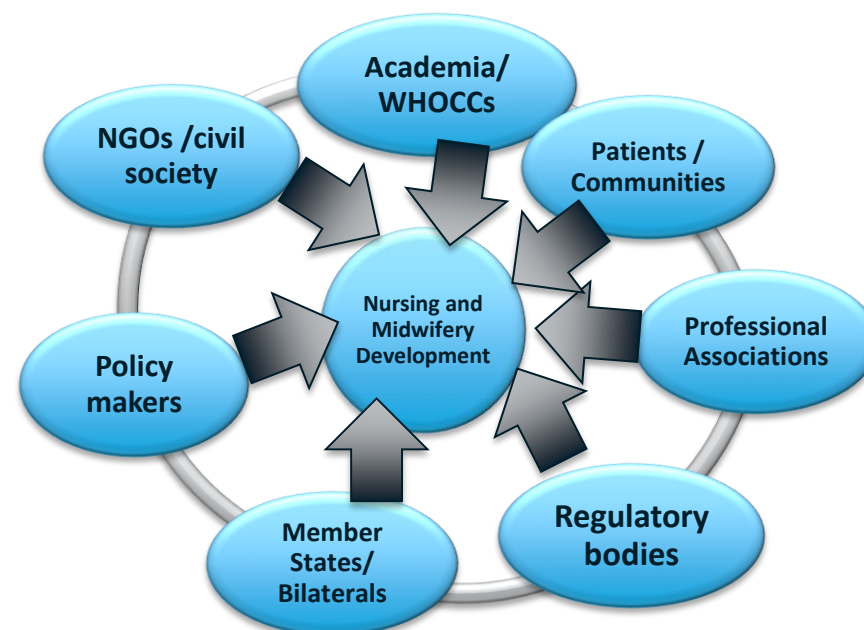 Academia/
WHOCCs
NGOs /civil
society
Patients /
Communities
Nursing and
Midwifery
Development
Professional
Associations
Policy
makers
Regulatory
bodies
Member
States/
Bilaterals